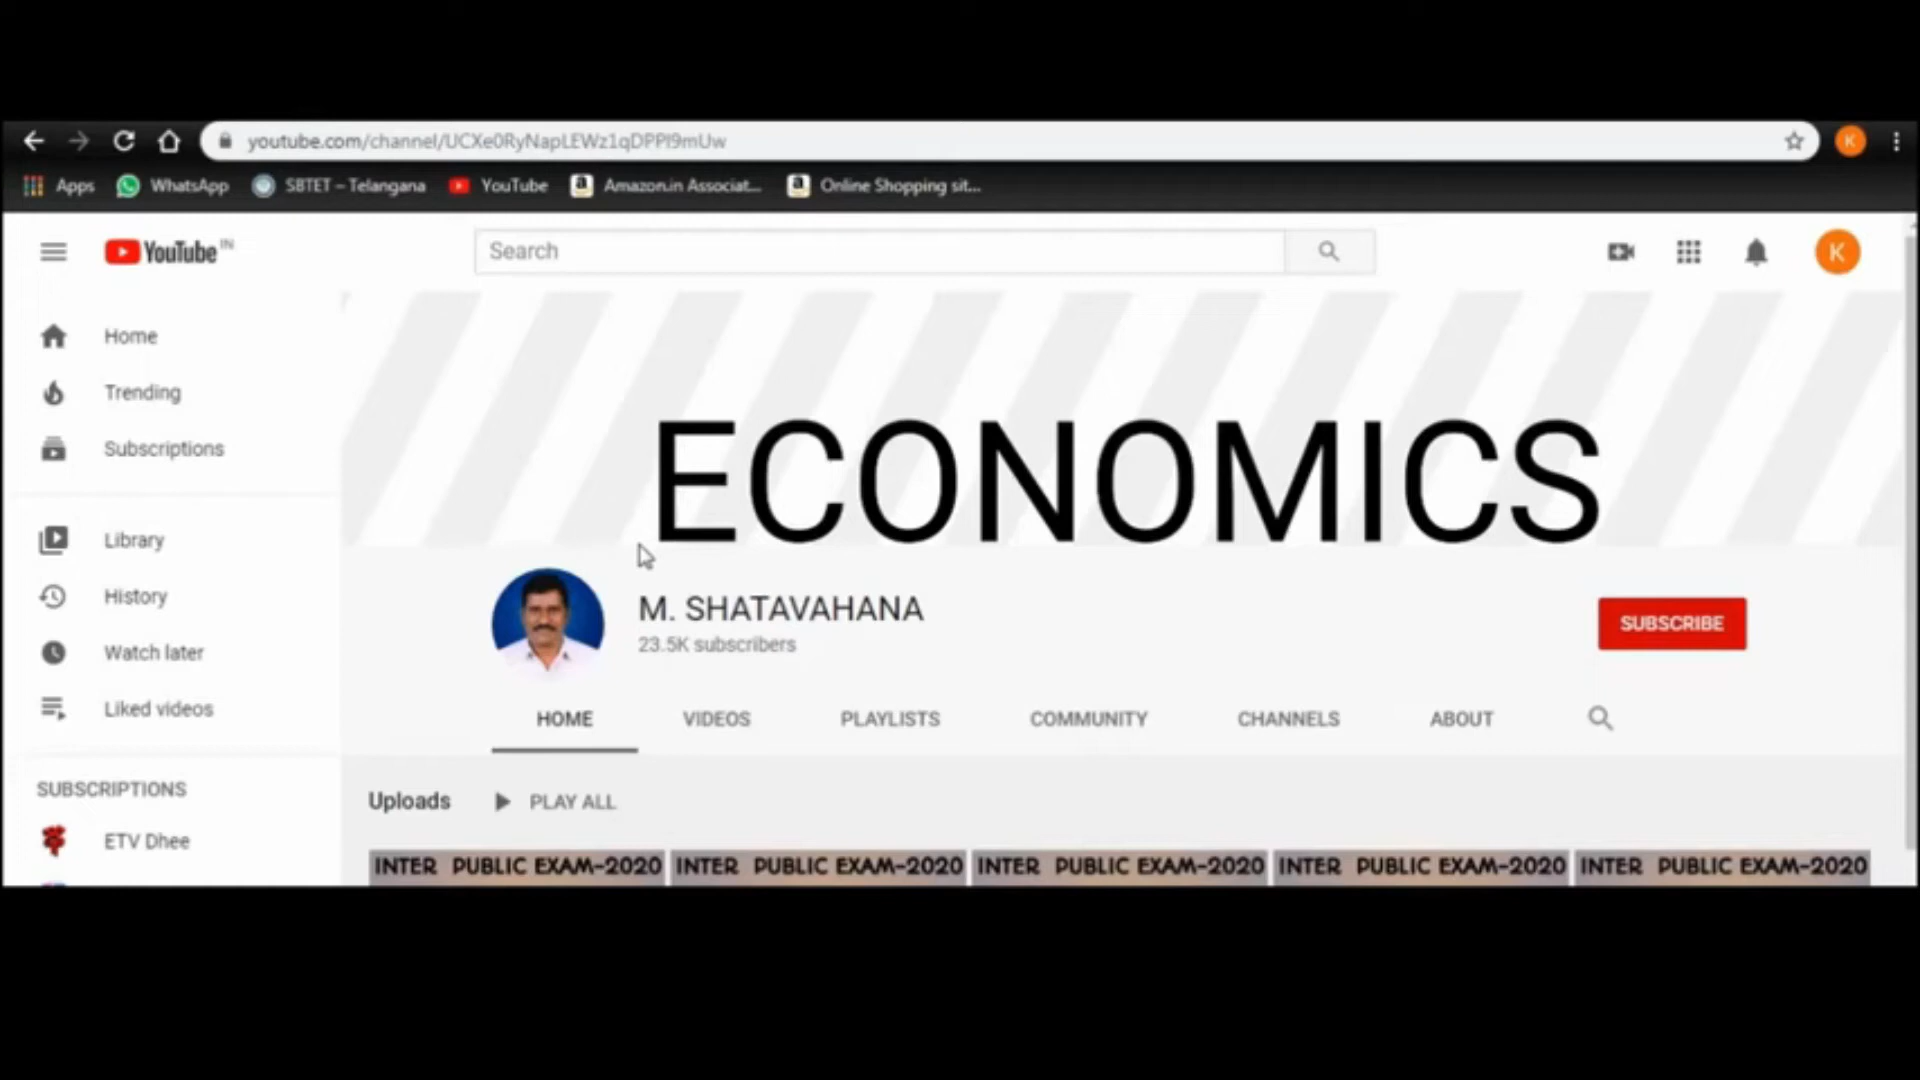 youtube.com/channel/UCXe0RyNapLEWz1qDPPI9mUw
K
Apps WhatsApp SBTET – Telangana YouTube Amazon.in Associat... Online Shopping sit...
YouTube IN
Search
K
Home
Trending
Subscriptions
ECONOMICS
Library
History
Watch later
Liked videos
M. SHATAVAHANA
23.5K subscribers
SUBSCRIBE
HOME VIDEOS PLAYLISTS COMMUNITY CHANNELS ABOUT
SUBSCRIPTIONS
ETV Dhee
Uploads PLAY ALL
INTER PUBLIC EXAM-2020 INTER PUBLIC EXAM-2020 INTER PUBLIC EXAM-2020 INTER PUBLIC EXAM-2020 INTER PUBLIC EXAM-2020